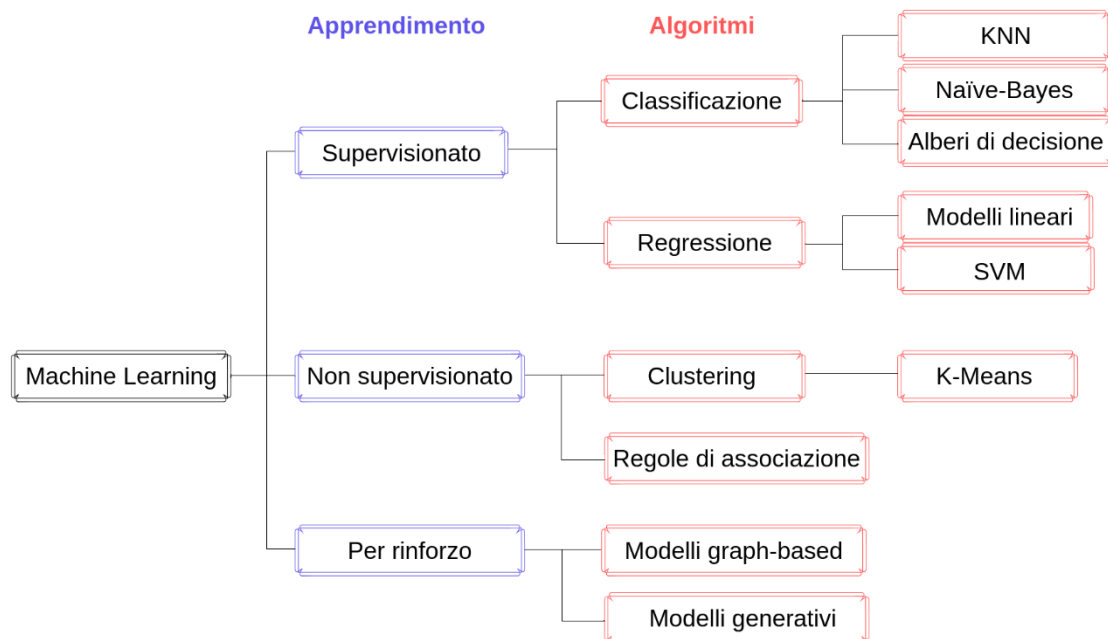 Apprendimento
Algoritmi
KNN
Classificazione
Naïve-Bayes
Supervisionato
Alberi di decisione
Modelli lineari
Regressione
SVM
Machine Learning
Non supervisionato
Clustering
K-Means
Regole di associazione
Per rinforzo
Modelli graph-based
Modelli generativi